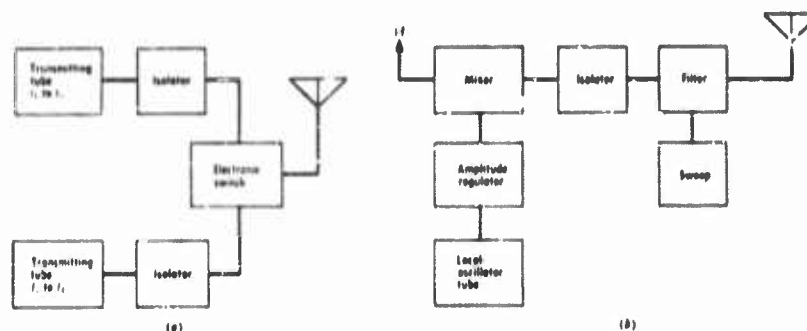 Transmitting
tube
Isolator
Electronic
switch
Transmitting
tube
Isolator
(a)
i-f
Mixer
Isolator
Filter
Amplitude
regulator
Sweep
Local
oscillator
tube
(b)